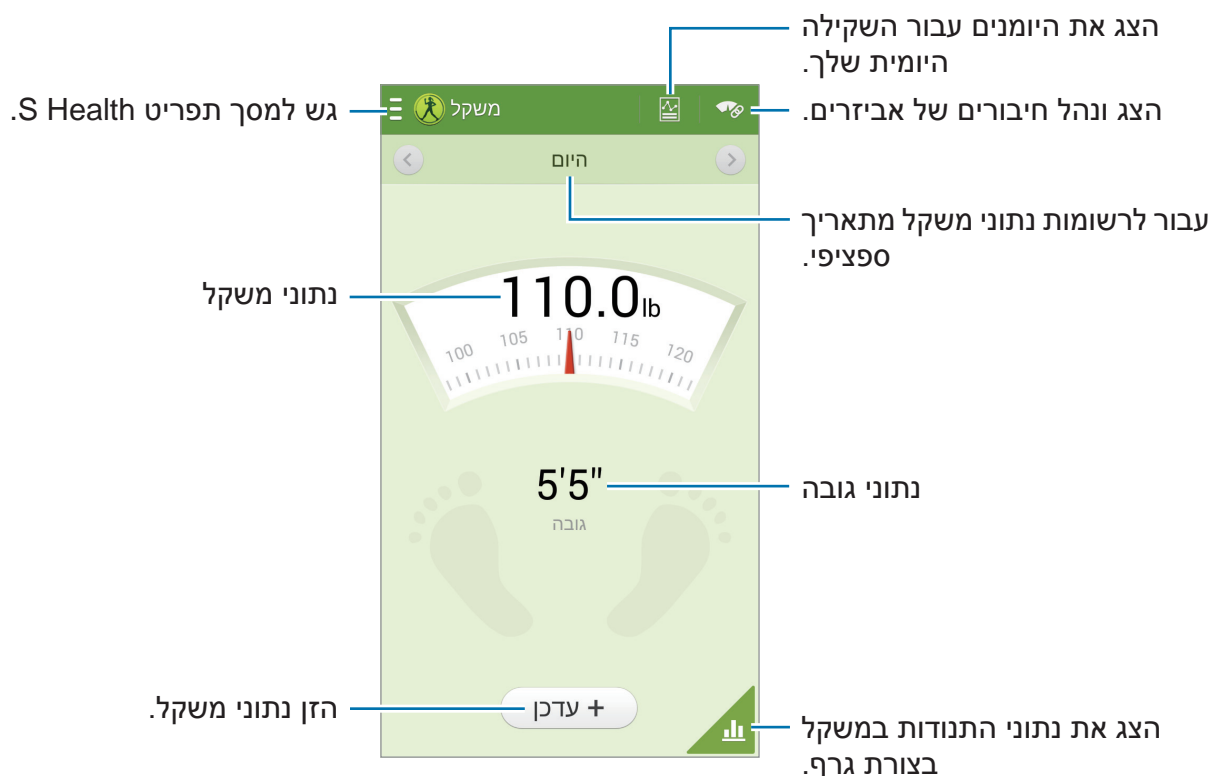 הצג את היומנים עבור השקילה
היומית שלך.
הצג ונהל חיבורים של אביזרים.
משקל
גש למסך תפריט S Health.
היום
עבור לרשומות נתוני משקל מתאריך
ספציפי.
110.0lb
נתוני משקל
100 105 110 115 120
5'5"
נתוני גובה
גובה
+ עדכן
הזן נתוני משקל.
הצג את נתוני התנודות במשקל
בצורת גרף.